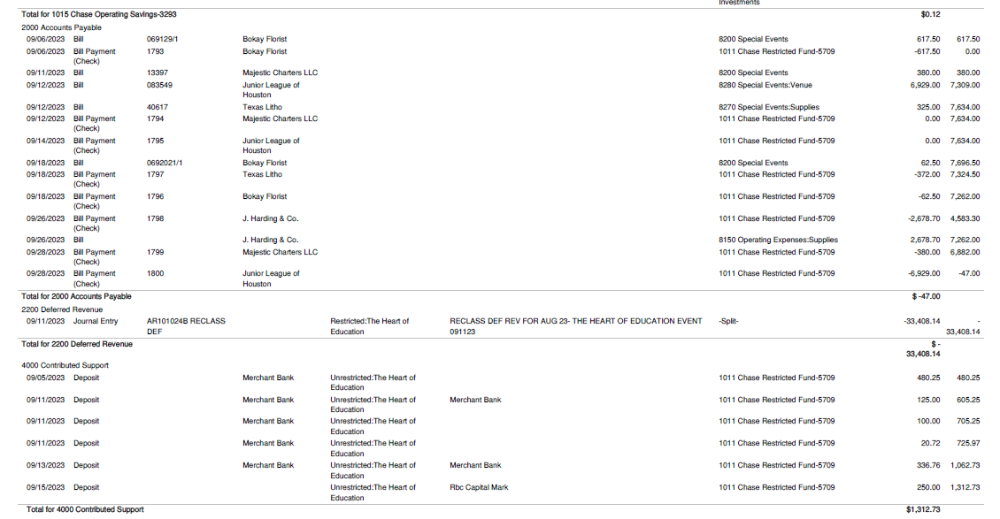 Investments
Total for 1015 Chase Operating Savings-3293 $0.12
2000 Accounts Payable
09/06/2023 Bill 069129/1 Bokay Florist 8200 Special Events 617.50 617.50
09/06/2023 Bill Payment 1793 Bokay Florist 1011 Chase Restricted Fund-5709 -617.50 0.00
(Check)
09/11/2023 Bill 13397 Majestic Charters LLC 8200 Special Events 380.00 380.00
09/12/2023 Bill 083549 Junior League of 8280 Special Events:Venue 6,929.00 7,309.00
Houston
09/12/2023 Bill 40617 Texas Litho 8270 Special Events:Supplies 325.00 7,634.00
09/12/2023 Bill Payment 1794 Majestic Charters LLC 1011 Chase Restricted Fund-5709 0.00 7,634.00
(Check)
09/14/2023 Bill Payment 1795 Junior League of 1011 Chase Restricted Fund-5709 0.00 7,634.00
(Check) Houston
09/18/2023 Bill 0692021/1 Bokay Florist 8200 Special Events 62.50 7,696.50
09/18/2023 Bill Payment 1797 Texas Litho 1011 Chase Restricted Fund-5709 -372.00 7,324.50
(Check)
09/18/2023 Bill Payment 1796 Bokay Florist 1011 Chase Restricted Fund-5709 -62.50 7,262.00
(Check)
09/26/2023 Bill Payment 1798 J. Harding & Co. 1011 Chase Restricted Fund-5709 -2,678.70 4,583.30
(Check)
09/26/2023 Bill J. Harding & Co. 8150 Operating Expenses:Supplies 2,678.70 7,262.00
09/28/2023 Bill Payment 1799 Majestic Charters LLC 1011 Chase Restricted Fund-5709 -380.00 6,882.00
(Check)
09/28/2023 Bill Payment 1800 Junior League of 1011 Chase Restricted Fund-5709 -6,929.00 -47.00
(Check) Houston
Total for 2000 Accounts Payable $ -47.00
2200 Deferred Revenue
09/11/2023 Journal Entry AR101024B RECLASS Restricted:The Heart of RECLASS DEF REV FOR AUG 23- THE HEART OF EDUCATION EVENT -Split- -33,408.14 -
DEF Education 091123 33,408.14
Total for 2200 Deferred Revenue $ -
33,408.14
4000 Contributed Support
09/05/2023 Deposit Merchant Bank Unrestricted:The Heart of 1011 Chase Restricted Fund-5709 480.25 480.25
Education
09/11/2023 Deposit Merchant Bank Unrestricted:The Heart of Merchant Bank 1011 Chase Restricted Fund-5709 125.00 605.25
Education
09/11/2023 Deposit Merchant Bank Unrestricted:The Heart of 1011 Chase Restricted Fund-5709 100.00 705.25
Education
09/11/2023 Deposit Unrestricted:The Heart of 1011 Chase Restricted Fund-5709 20.72 725.97
Education
09/13/2023 Deposit Merchant Bank Unrestricted:The Heart of Merchant Bank 1011 Chase Restricted Fund-5709 336.76 1,062.73
Education
09/15/2023 Deposit Unrestricted:The Heart of Rbc Capital Mark 1011 Chase Restricted Fund-5709 250.00 1,312.73
Education
Total for 4000 Contributed Support $1,312.73